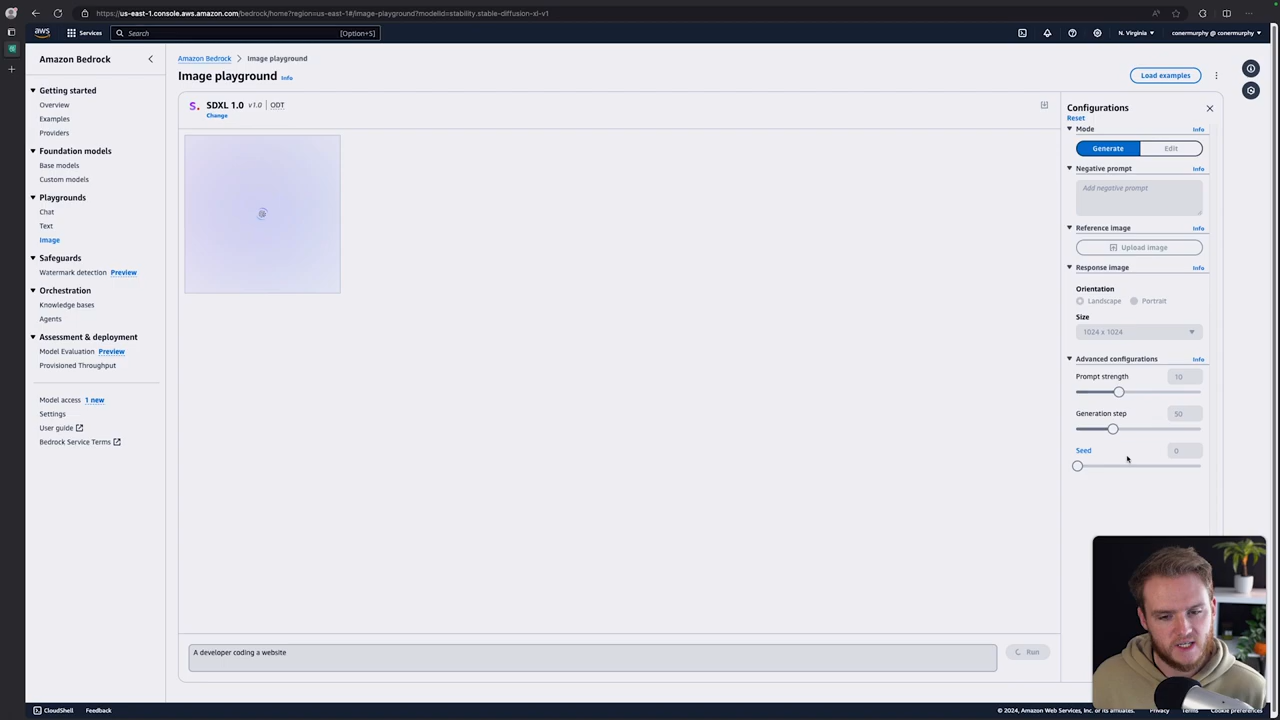 https://us-east-1.console.aws.amazon.com/bedrock/home?region=us-east-1#/image-playground?modelId=stability.stable-diffusion-xl-v1
aws
Services
Search
[Option+S]
N. Virginia
conermurphy @ conermurphy
Amazon Bedrock
Getting started
Overview
Examples
Providers
Foundation models
Base models
Custom models
Playgrounds
Chat
Text
Image
Safeguards
Watermark detection Preview
Orchestration
Knowledge bases
Agents
Assessment & deployment
Model Evaluation Preview
Provisioned Throughput
Model access 1 new
Settings
User guide
Bedrock Service Terms
Amazon Bedrock > Image playground
Image playground Info
Load examples
S. SDXL 1.0 v1.0 | ODT
Change
A developer coding a website
Run
Configurations
Reset
Mode Info
Generate Edit
Negative prompt Info
Add negative prompt
Reference image Info
Upload image
Response image Info
Orientation
Landscape Portrait
Size
1024 x 1024
Advanced configurations Info
Prompt strength 10
Generation step 50
Seed 0
CloudShell Feedback
© 2024, Amazon Web Services, Inc. or its affiliates. Privacy Terms Cookie preferences